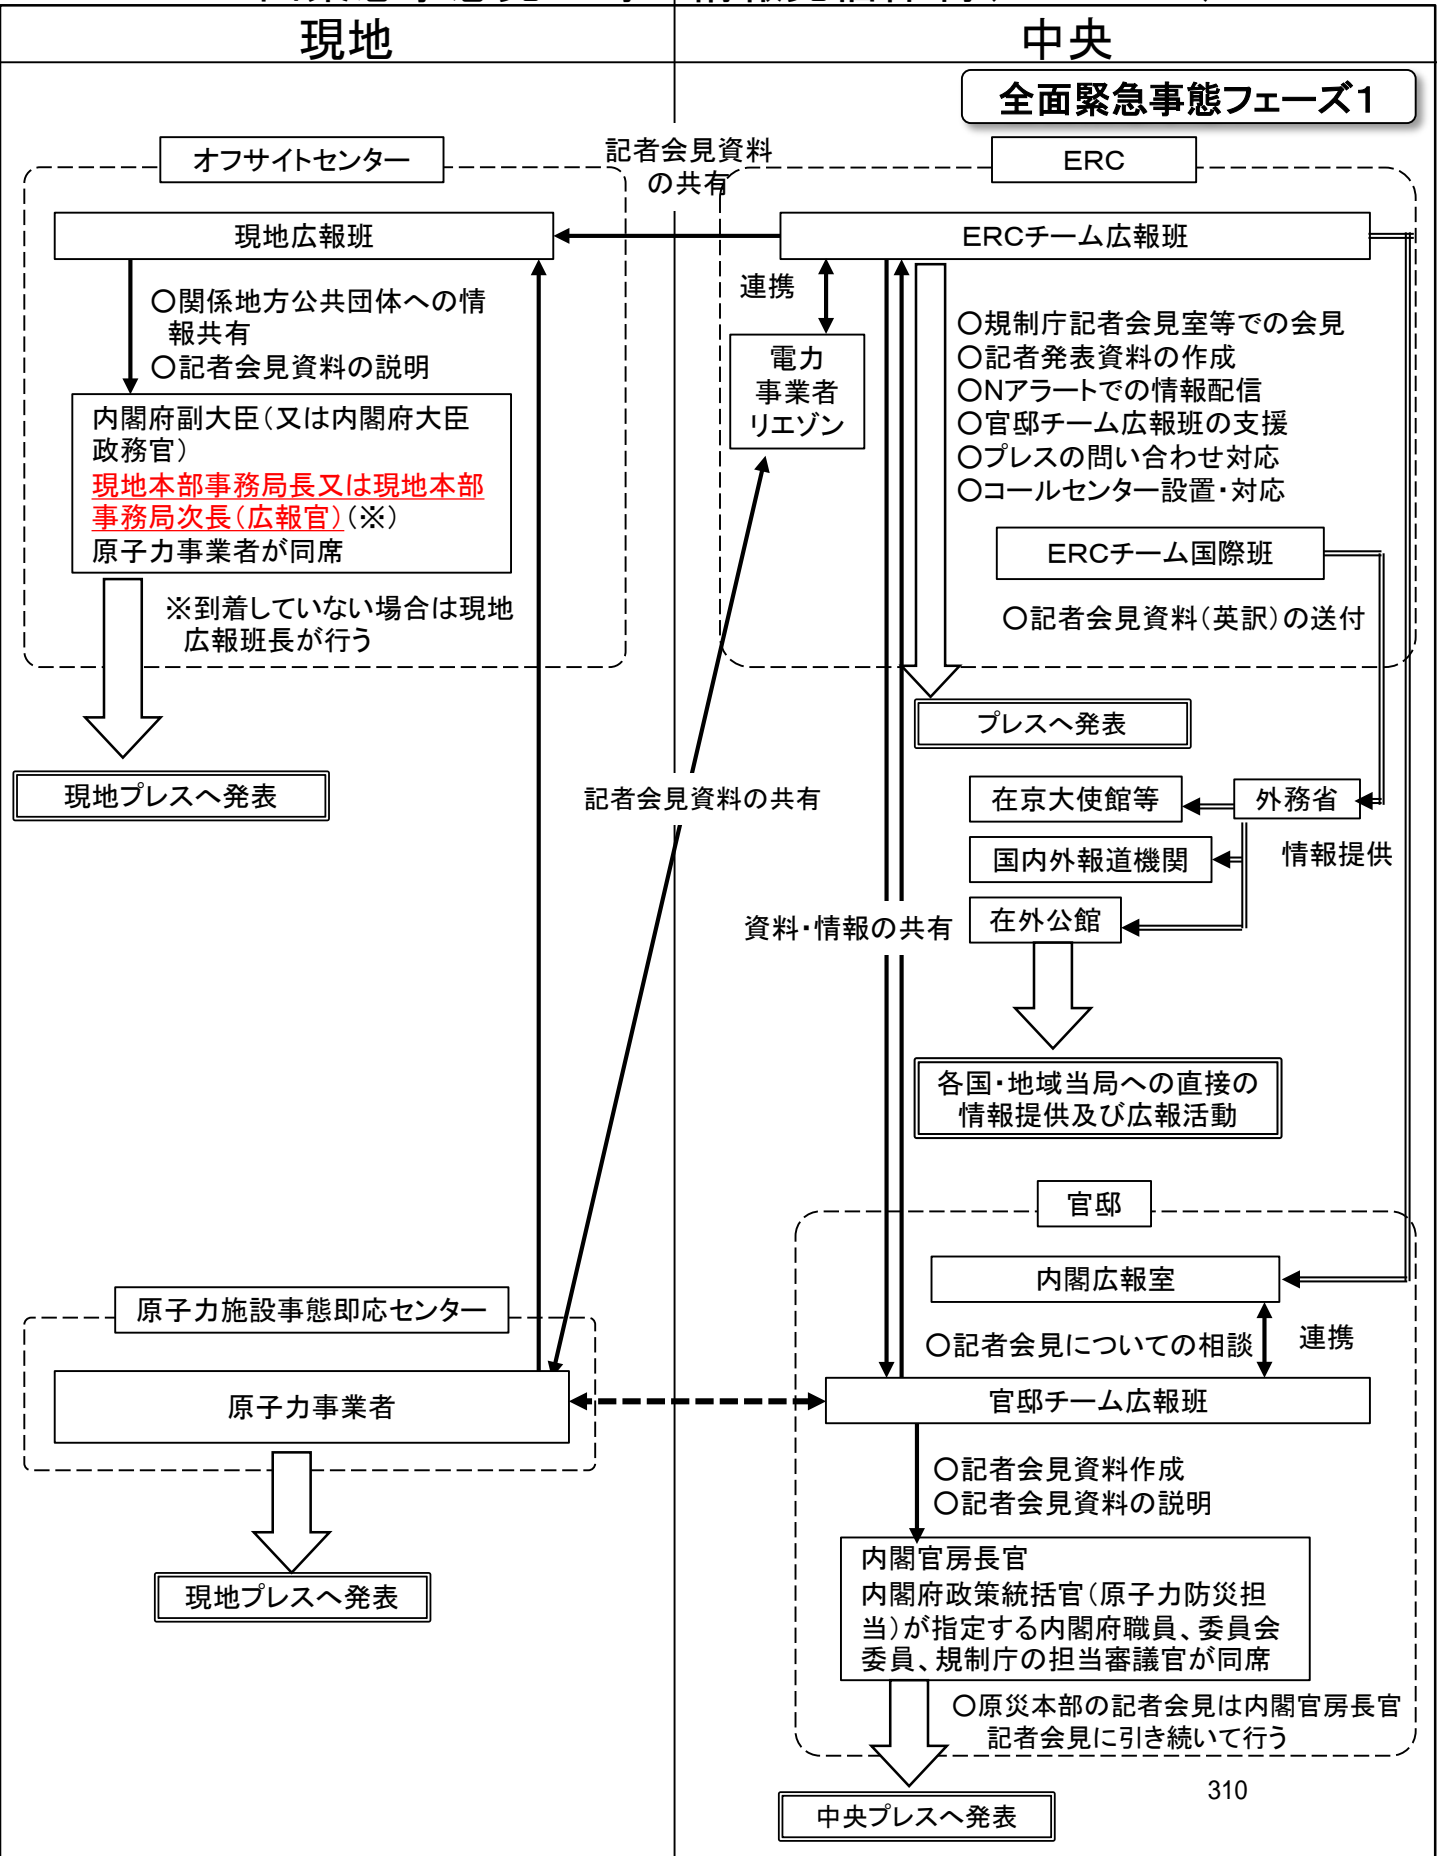 現地
中央
全面緊急事態フェーズ1
オフサイトセンター
記者会見資料
の共有
ERC
現地広報班
ERCチーム広報班
○関係地方公共団体への情
報共有
○記者会見資料の説明
連携
電力
事業者
リエゾン
○規制庁記者会見室等での会見
○記者発表資料の作成
○Nアラートでの情報配信
○官邸チーム広報班の支援
○プレスの問い合わせ対応
○コールセンター設置・対応
内閣府副大臣(又は内閣府大臣
政務官)
現地本部事務局長又は現地本部
事務局次長(広報官)(※)
原子力事業者が同席
ERCチーム国際班
○記者会見資料(英訳)の送付
※到着していない場合は現地
広報班長が行う
プレスへ発表
現地プレスへ発表
記者会見資料の共有
在京大使館等
外務省
国内外報道機関
情報提供
資料・情報の共有
在外公館
各国・地域当局への直接の
情報提供及び広報活動
官邸
内閣広報室
原子力施設事態即応センター
○記者会見についての相談
連携
原子力事業者
官邸チーム広報班
○記者会見資料作成
○記者会見資料の説明
内閣官房長官
内閣府政策統括官(原子力防災担
当)が指定する内閣府職員、委員会
委員、規制庁の担当審議官が同席
現地プレスへ発表
○原災本部の記者会見は内閣官房長官
記者会見に引き続いて行う
310
中央プレスへ発表